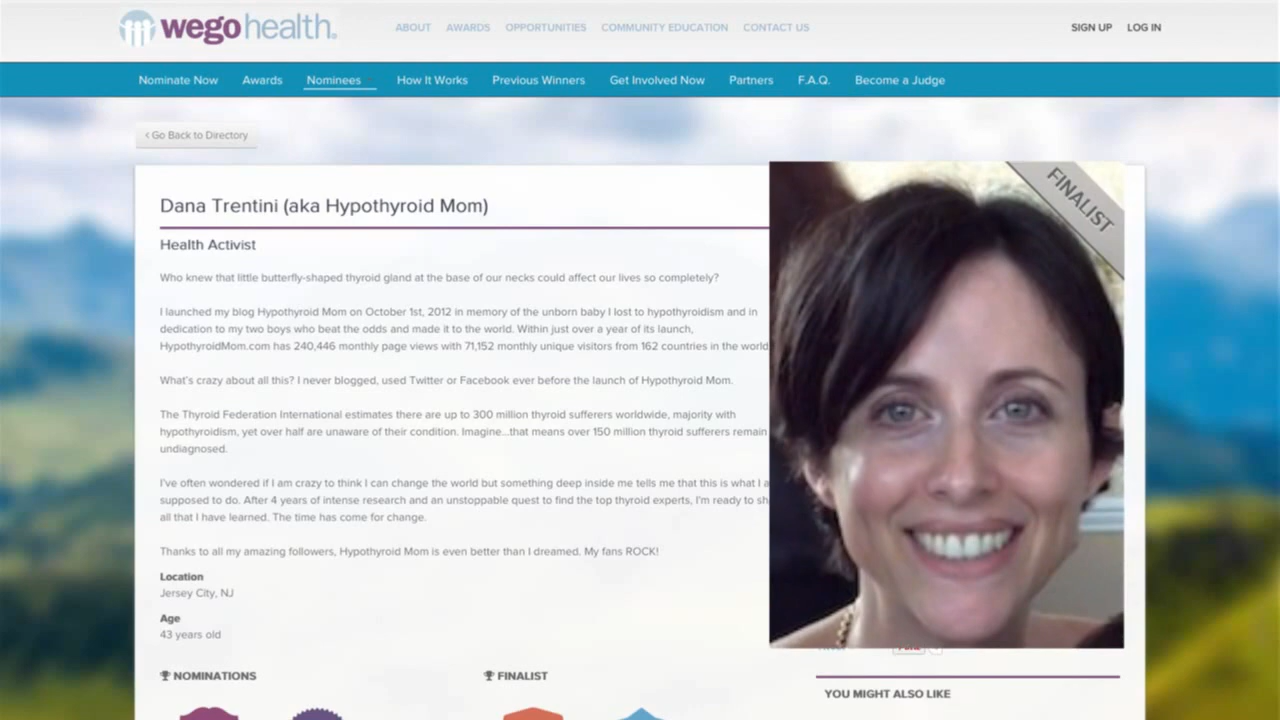 wegohealth.
ABOUT AWARDS OPPORTUNITIES COMMUNITY EDUCATION CONTACT US
SIGN UP LOG IN
Nominate Now Awards Nominees How It Works Previous Winners Get Involved Now Partners F.A.Q. Become a Judge
< Go Back to Directory
FINALIST
Dana Trentini (aka Hypothyroid Mom)
Health Activist
Who knew that little butterfly-shaped thyroid gland at the base of our necks could affect our lives so completely?
I launched my blog Hypothyroid Mom on October 1st, 2012 in memory of the unborn baby I lost to hypothyroidism and in
dedication to my two boys who beat the odds and made it to the world. Within just over a year of its launch,
HypothyroidMom.com has 240,446 monthly page views with 71,152 monthly unique visitors from 162 countries in the world
What's crazy about all this? I never blogged, used Twitter or Facebook ever before the launch of Hypothyroid Mom.
The Thyroid Federation International estimates there are up to 300 million thyroid sufferers worldwide, majority with
hypothyroidism, yet over half are unaware of their condition. Imagine...that means over 150 million thyroid sufferers remain
undiagnosed.
I've often wondered if I am crazy to think I can change the world but something deep inside me tells me that this is what I
supposed to do. After 4 years of intense research and an unstoppable quest to find the top thyroid experts, I'm ready to
all that I have learned. The time has come for change.
Thanks to all my amazing followers, Hypothyroid Mom is even better than I dreamed. My fans ROCK!
Location
Jersey City, NJ
Age
43 years old
NOMINATIONS
FINALIST
YOU MIGHT ALSO LIKE